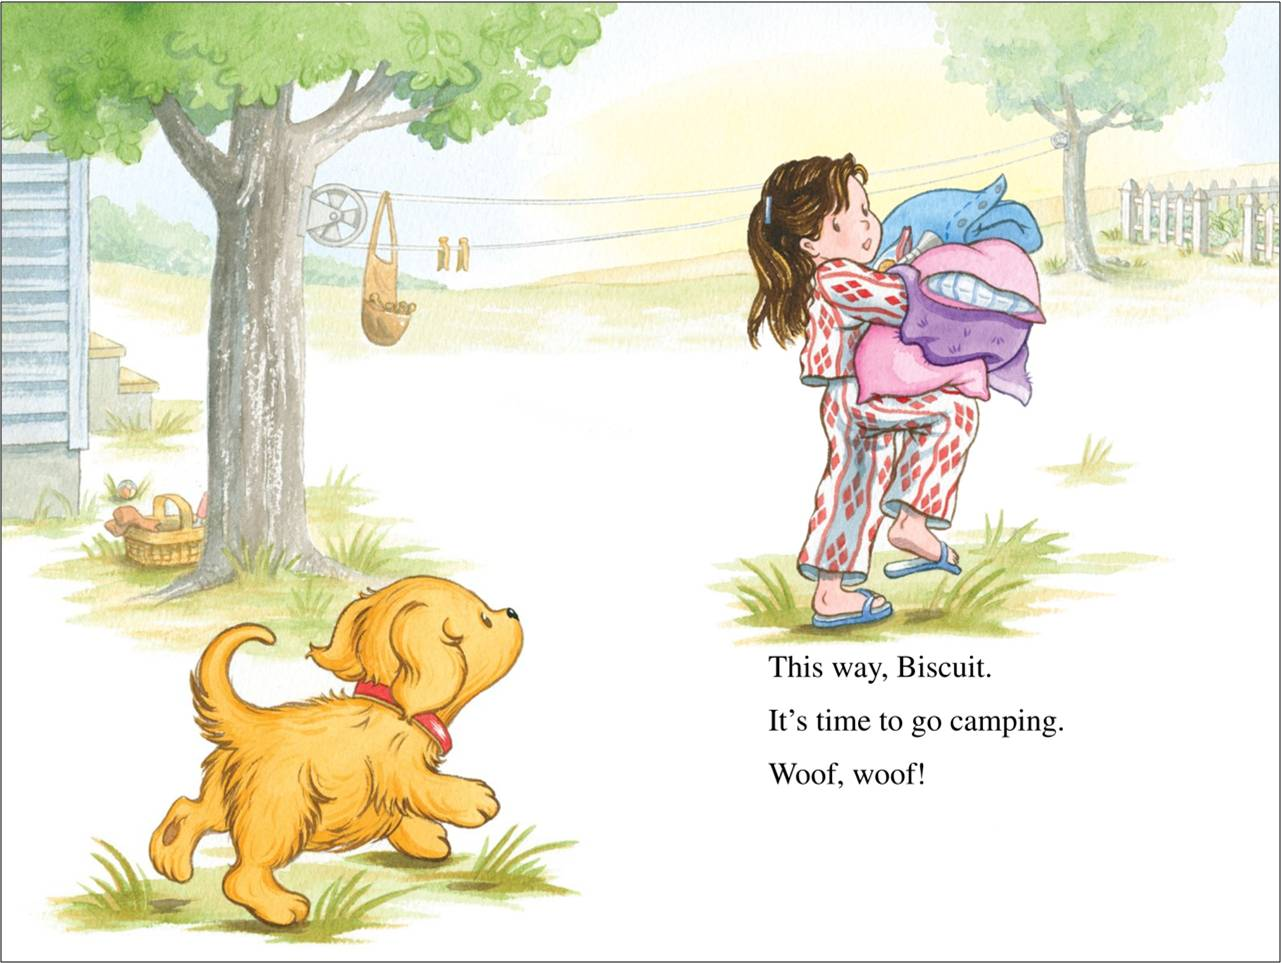 This way, Biscuit.
It’s time to go camping.
Woof, woof!